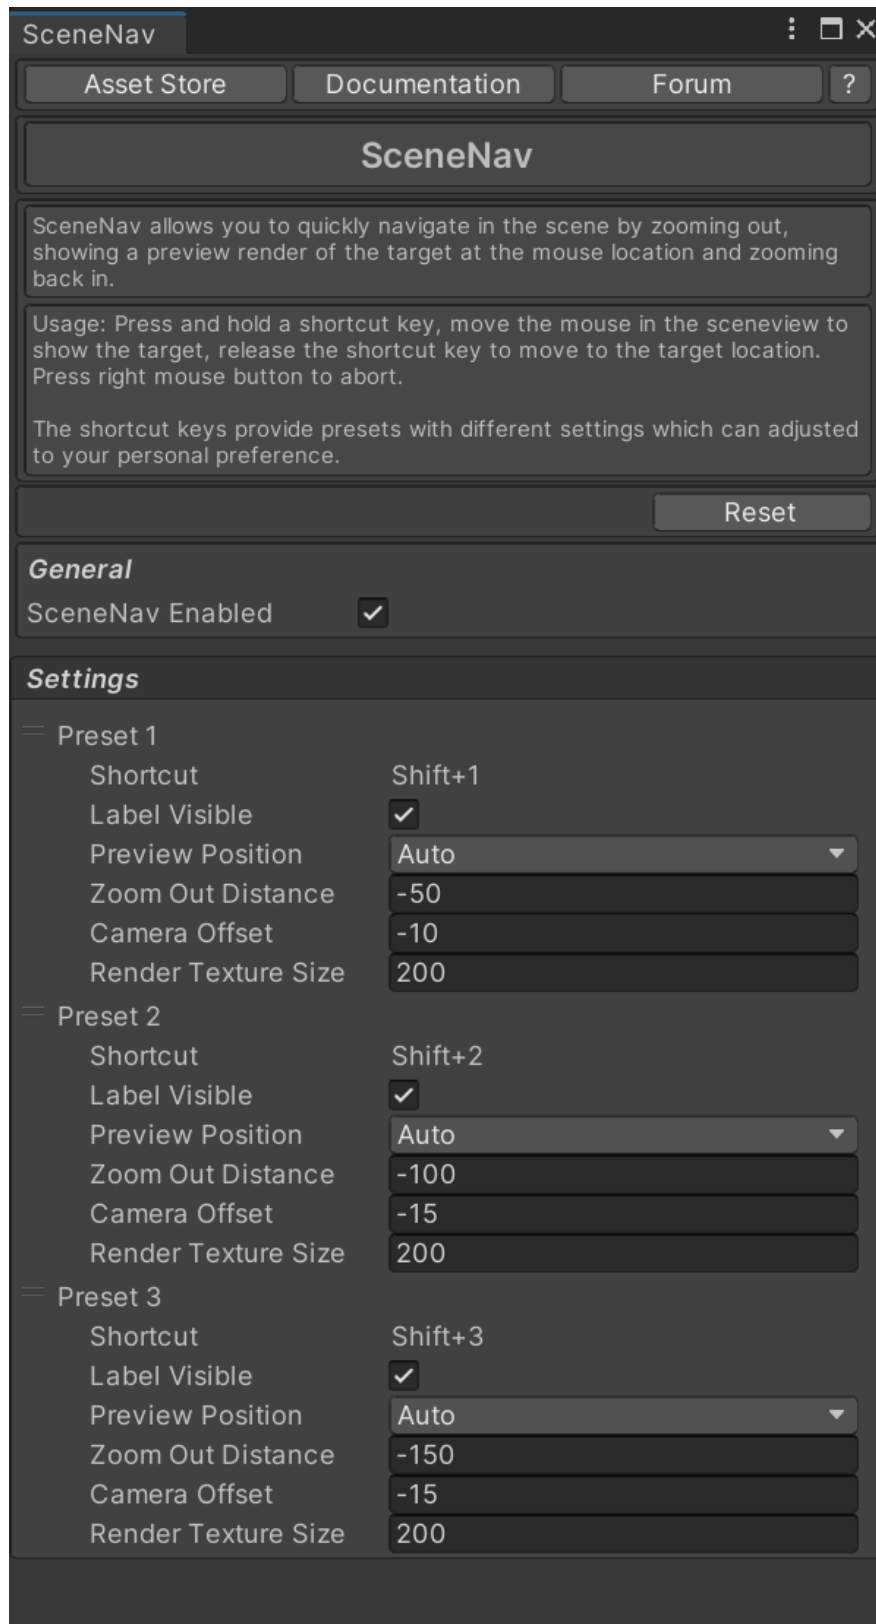 SceneNav
Asset Store Documentation Forum ?
SceneNav
SceneNav allows you to quickly navigate in the scene by zooming out,
showing a preview render of the target at the mouse location and zooming
back in.
Usage: Press and hold a shortcut key, move the mouse in the sceneview to
show the target, release the shortcut key to move to the target location.
Press right mouse button to abort.
The shortcut keys provide presets with different settings which can adjusted
to your personal preference.
Reset
General
SceneNav Enabled
Settings
Preset 1
Shortcut Shift+1
Label Visible
Preview Position Auto
Zoom Out Distance -50
Camera Offset -10
Render Texture Size 200
Preset 2
Shortcut Shift+2
Label Visible
Preview Position Auto
Zoom Out Distance -100
Camera Offset -15
Render Texture Size 200
Preset 3
Shortcut Shift+3
Label Visible
Preview Position Auto
Zoom Out Distance -150
Camera Offset -15
Render Texture Size 200